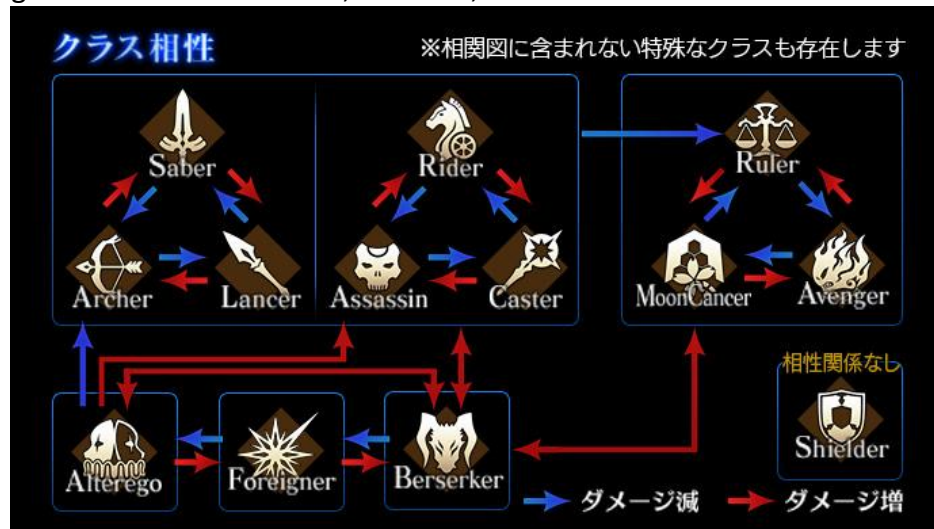 クラス相性
※相関図に含まれない特殊なクラスも存在します
Saber
Rider
Ruler
Archer
Lancer
Assassin
Caster
MoonCancer
Avenger
相性関係なし
Alterego
Foreigner
Berserker
Shielder
ダメージ減
ダメージ増